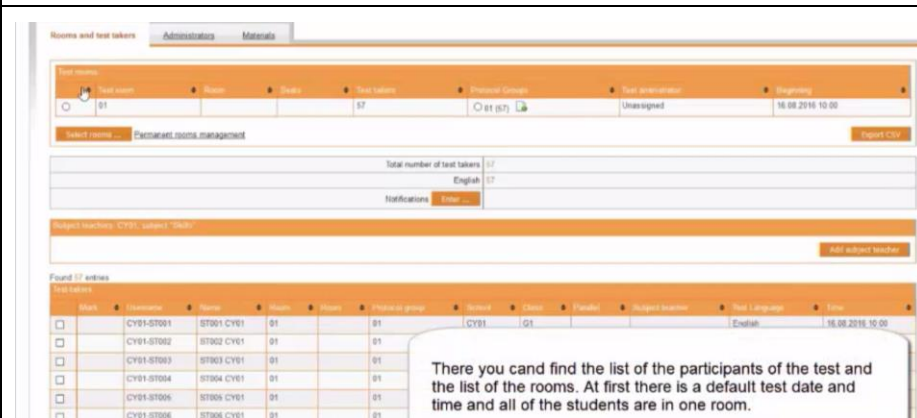 Rooms and test takers Administrators Materials
Test rooms
Test room Room Seats Test takers Protocol Groups Test administrator Beginning
01 57 01 (57) Unassigned 16.08.2016 10:00
Select rooms ... Permanent rooms management Export CSV
Total number of test takers 57
English 57
Notifications Enter ...
Subject teachers: CY01, subject "Skills"
Add subject teacher
Found 57 entries
Test takers
Mark Username Name Room Hours Protocol group School Class Parallel Subject teacher Test Language Time
CY01-ST001 ST001 CY01 01 01 CY01 G1 English 16.08.2016 10:00
CY01-ST002 ST002 CY01 01 01
CY01-ST003 ST003 CY01 01 01
CY01-ST004 ST004 CY01 01 01
CY01-ST005 ST005 CY01 01 01
CY01-ST006 ST006 CY01 01 01
There you cand find the list of the participants of the test and
the list of the rooms. At first there is a default test date and
time and all of the students are in one room.